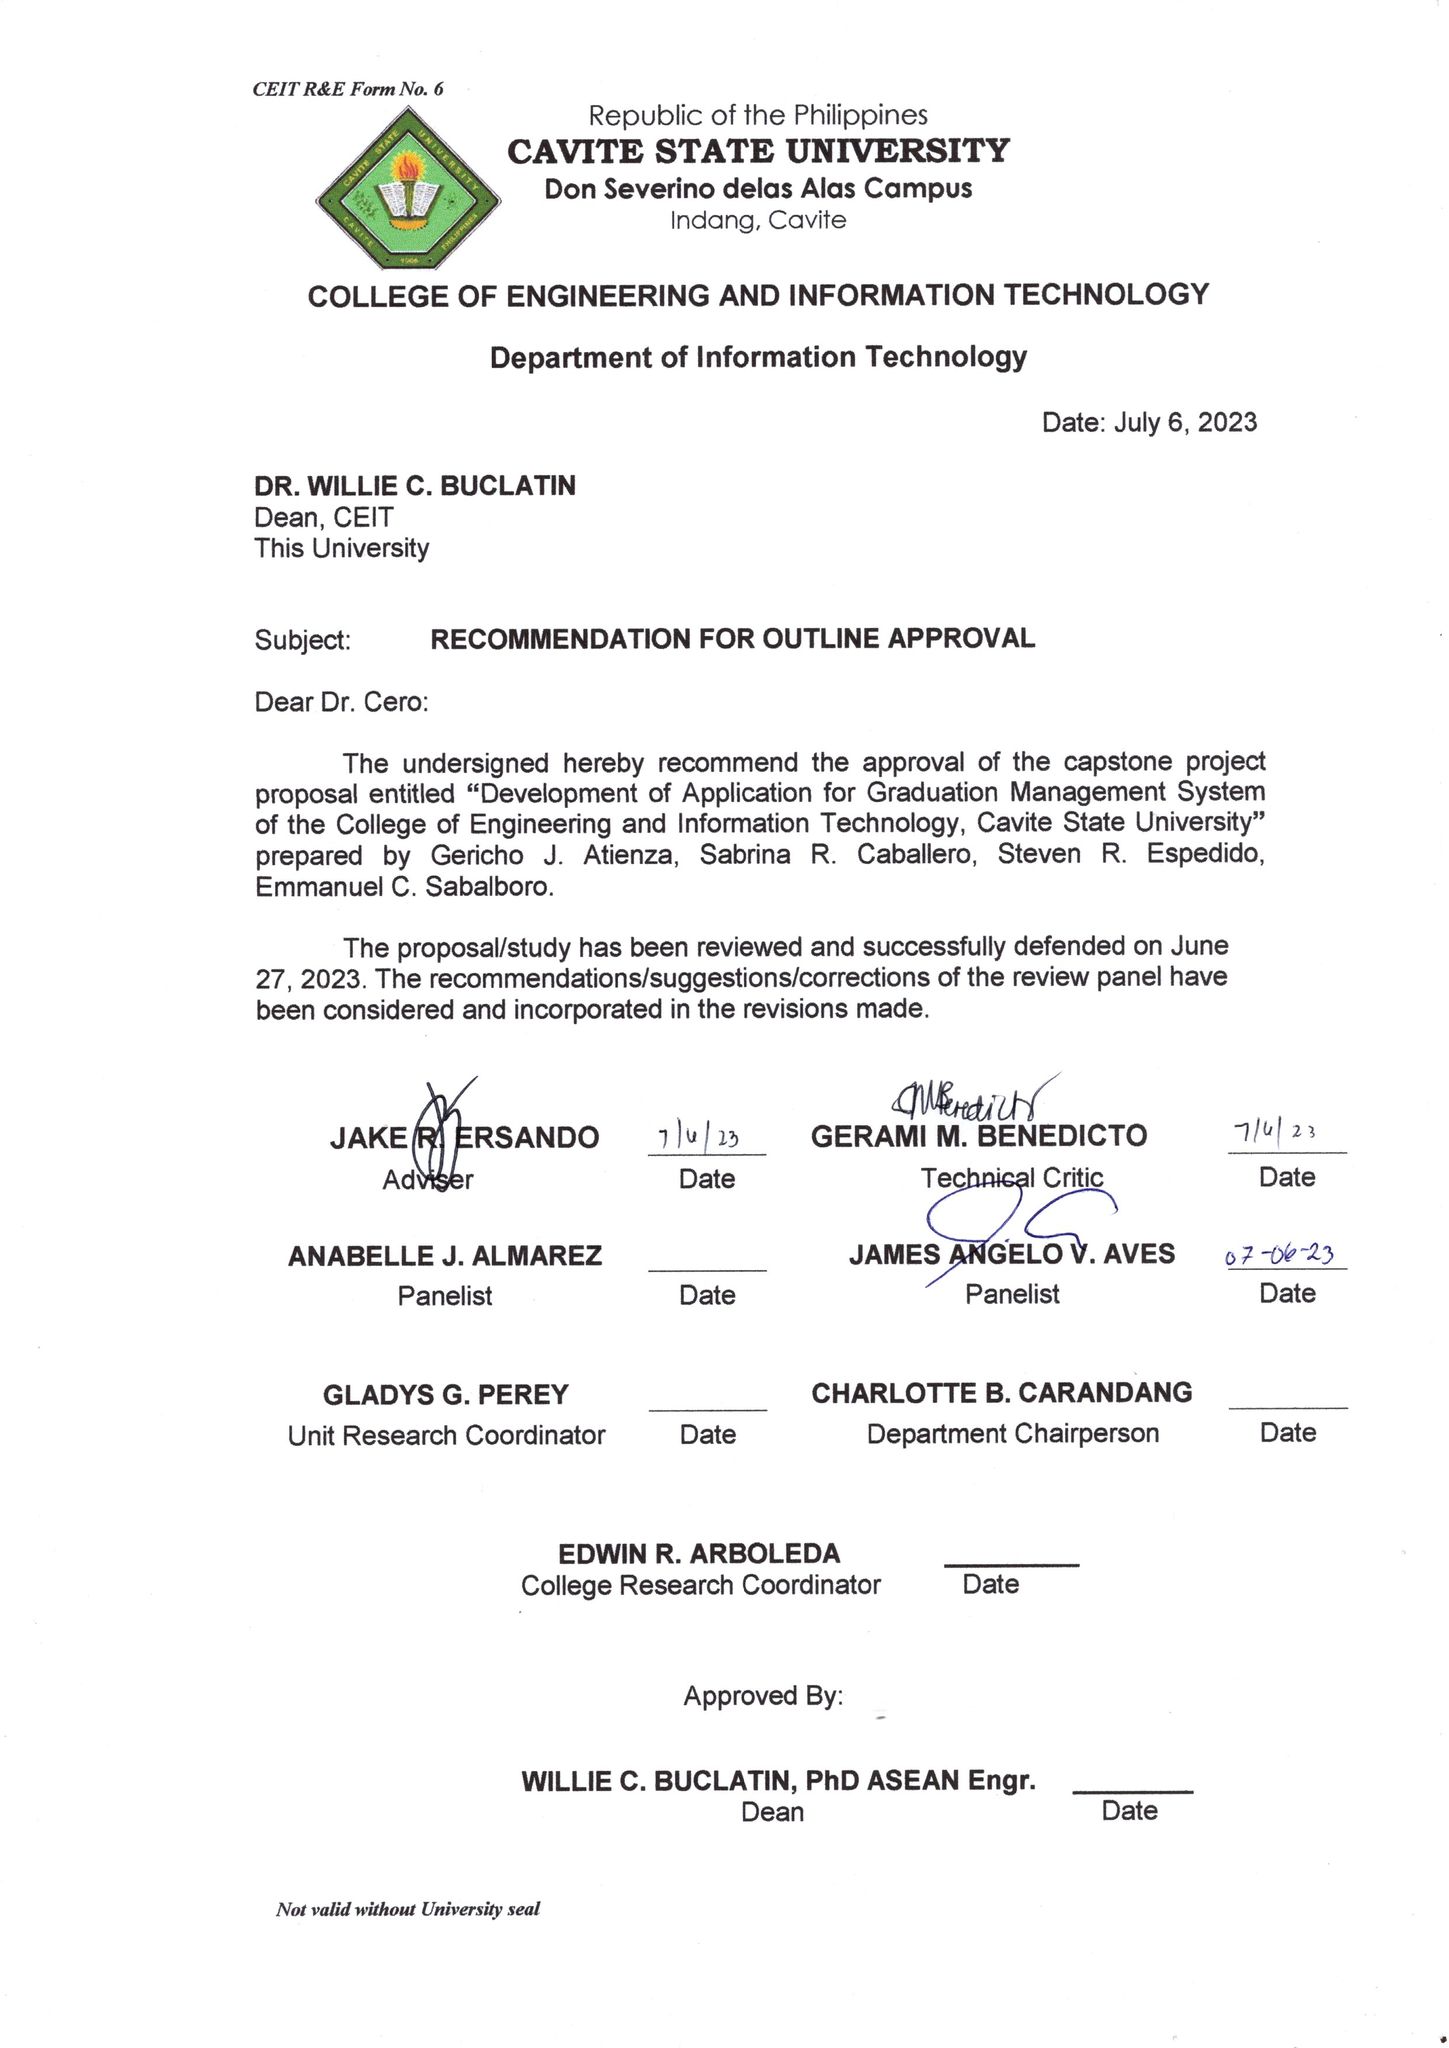 CEIT R&E Form No. 6
Republic of the Philippines
CAVITE STATE UNIVERSITY
Don Severino delas Alas Campus
Indang, Cavite
CAVITE STATE UNIVERSITY
CAVITE PHILIPPINES
1906
COLLEGE OF ENGINEERING AND INFORMATION TECHNOLOGY
Department of Information Technology
Date: July 6, 2023
DR. WILLIE C. BUCLATIN
Dean, CEIT
This University
Subject: RECOMMENDATION FOR OUTLINE APPROVAL
Dear Dr. Cero:
The undersigned hereby recommend the approval of the capstone project
proposal entitled “Development of Application for Graduation Management System
of the College of Engineering and Information Technology, Cavite State University”
prepared by Gericho J. Atienza, Sabrina R. Caballero, Steven R. Espedido,
Emmanuel C. Sabalboro.
The proposal/study has been reviewed and successfully defended on June
27, 2023. The recommendations/suggestions/corrections of the review panel have
been considered and incorporated in the revisions made.
JAKE R. ERSANDO 7/6/23 GERAMI M. BENEDICTO 7/6/23
Adviser Date Technical Critic Date
ANABELLE J. ALMAREZ JAMES ANGELO V. AVES 07-06-23
Panelist Date Panelist Date
GLADYS G. PEREY CHARLOTTE B. CARANDANG
Unit Research Coordinator Date Department Chairperson Date
EDWIN R. ARBOLEDA
College Research Coordinator Date
Approved By:
WILLIE C. BUCLATIN, PhD ASEAN Engr.
Dean Date
Not valid without University seal